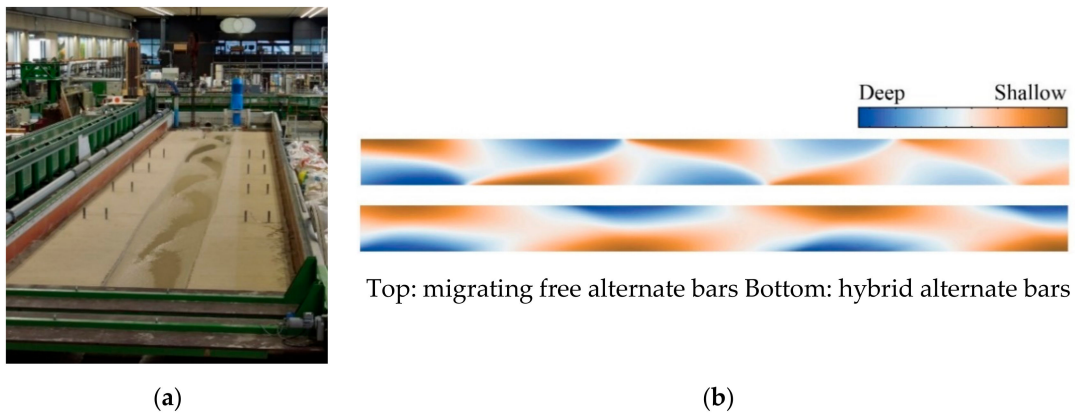 Deep Shallow
Top: migrating free alternate bars Bottom: hybrid alternate bars
(a) (b)